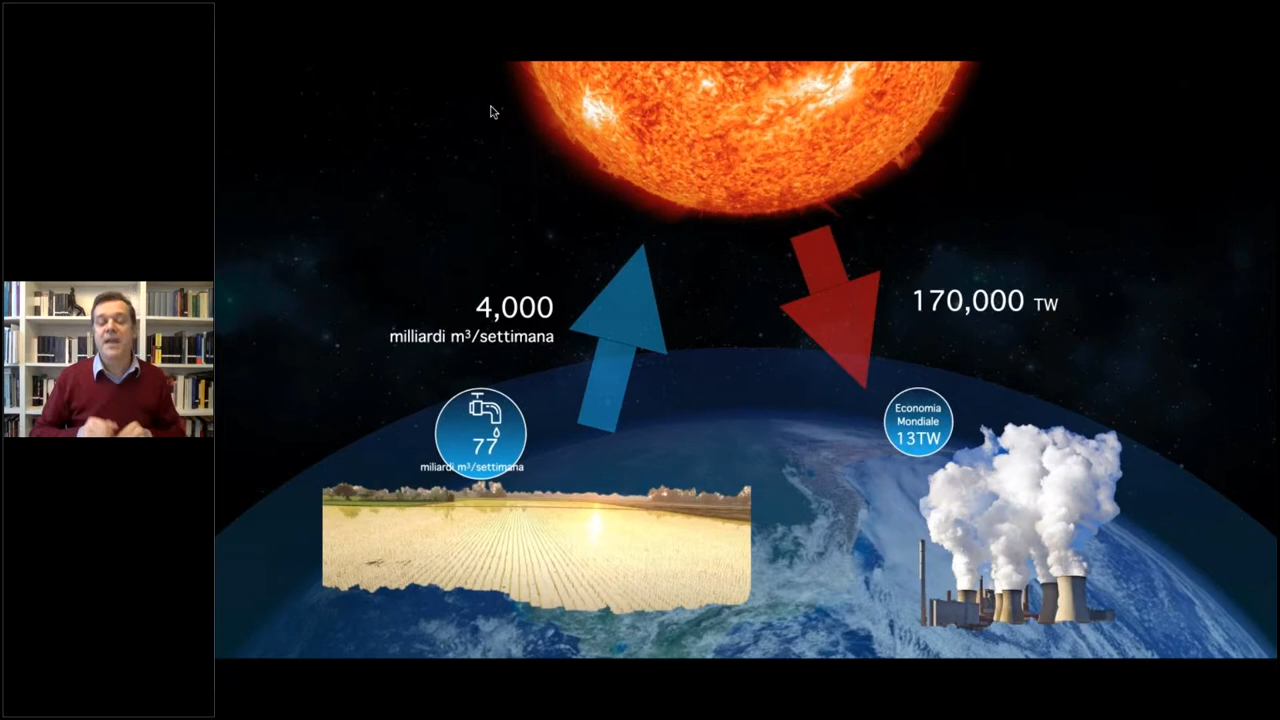 4,000
milliardi m³/settimana
170,000 TW
77
miliardi m³/settimana
Economia
Mondiale
13TW